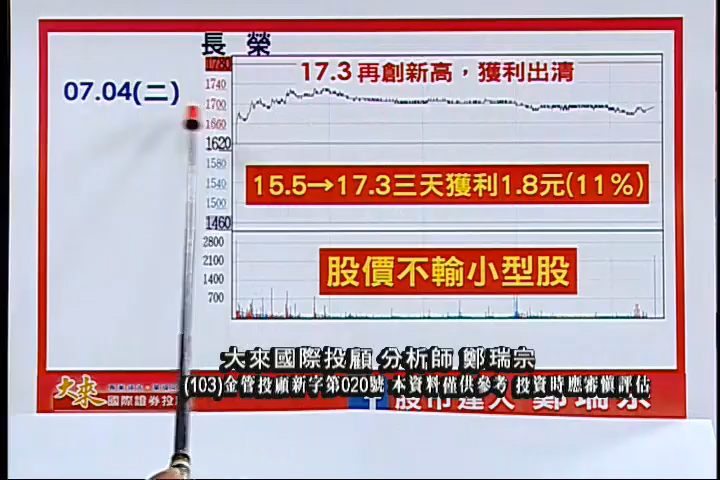 長榮
07.04(二)
17.3再創新高，獲利出清
1780
1740
1700
1660
1620
1580
1540
1500
1460
15.5→17.3三天獲利1.8元(11%)
2800
2100
1400
700
股價不輸小型股
大來國際投顧 分析師 鄭瑞宗
(103)金管投顧新字第020號 本資料僅供參考 投資時應審慎評估
大來
國際證券投
股市達人 鄭瑞宗